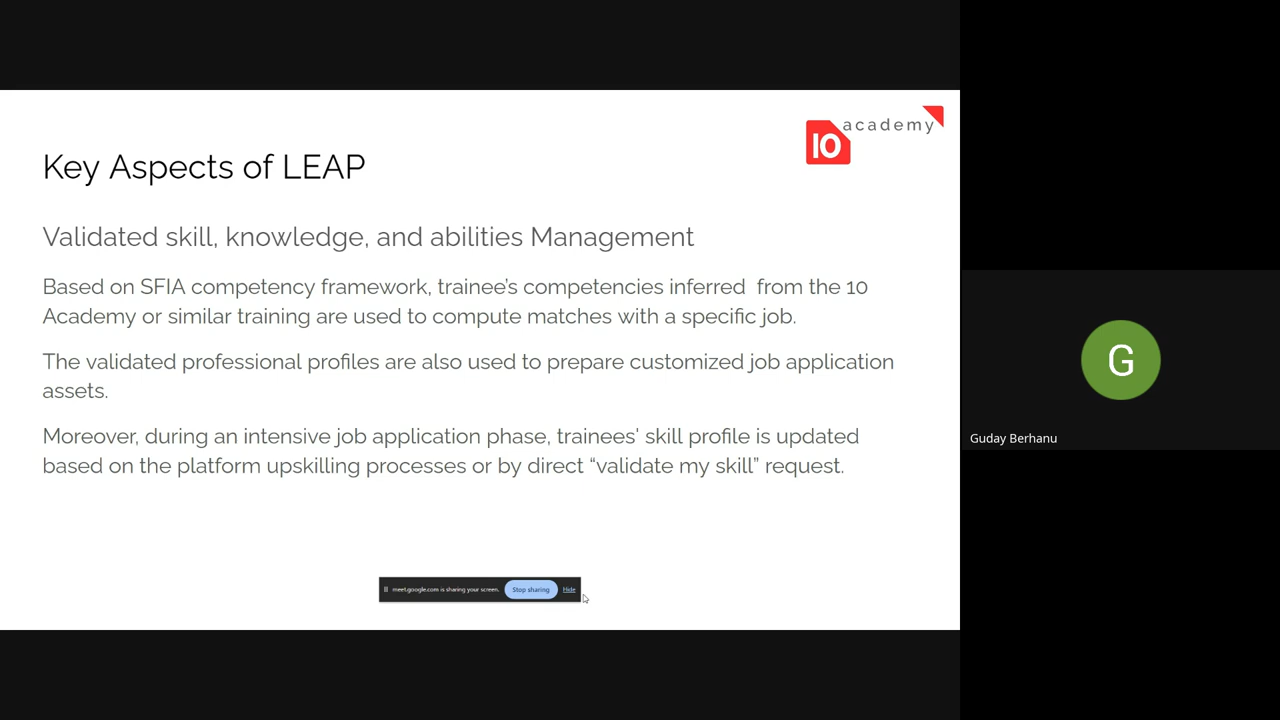 10 academy
Key Aspects of LEAP
Validated skill, knowledge, and abilities Management
Based on SFIA competency framework, trainee's competencies inferred from the 10
Academy or similar training are used to compute matches with a specific job.
The validated professional profiles are also used to prepare customized job application
assets.
Moreover, during an intensive job application phase, trainees' skill profile is updated
based on the platform upskilling processes or by direct “validate my skill” request.
meet.google.com is sharing your screen. Stop sharing Hide
G
Guday Berhanu